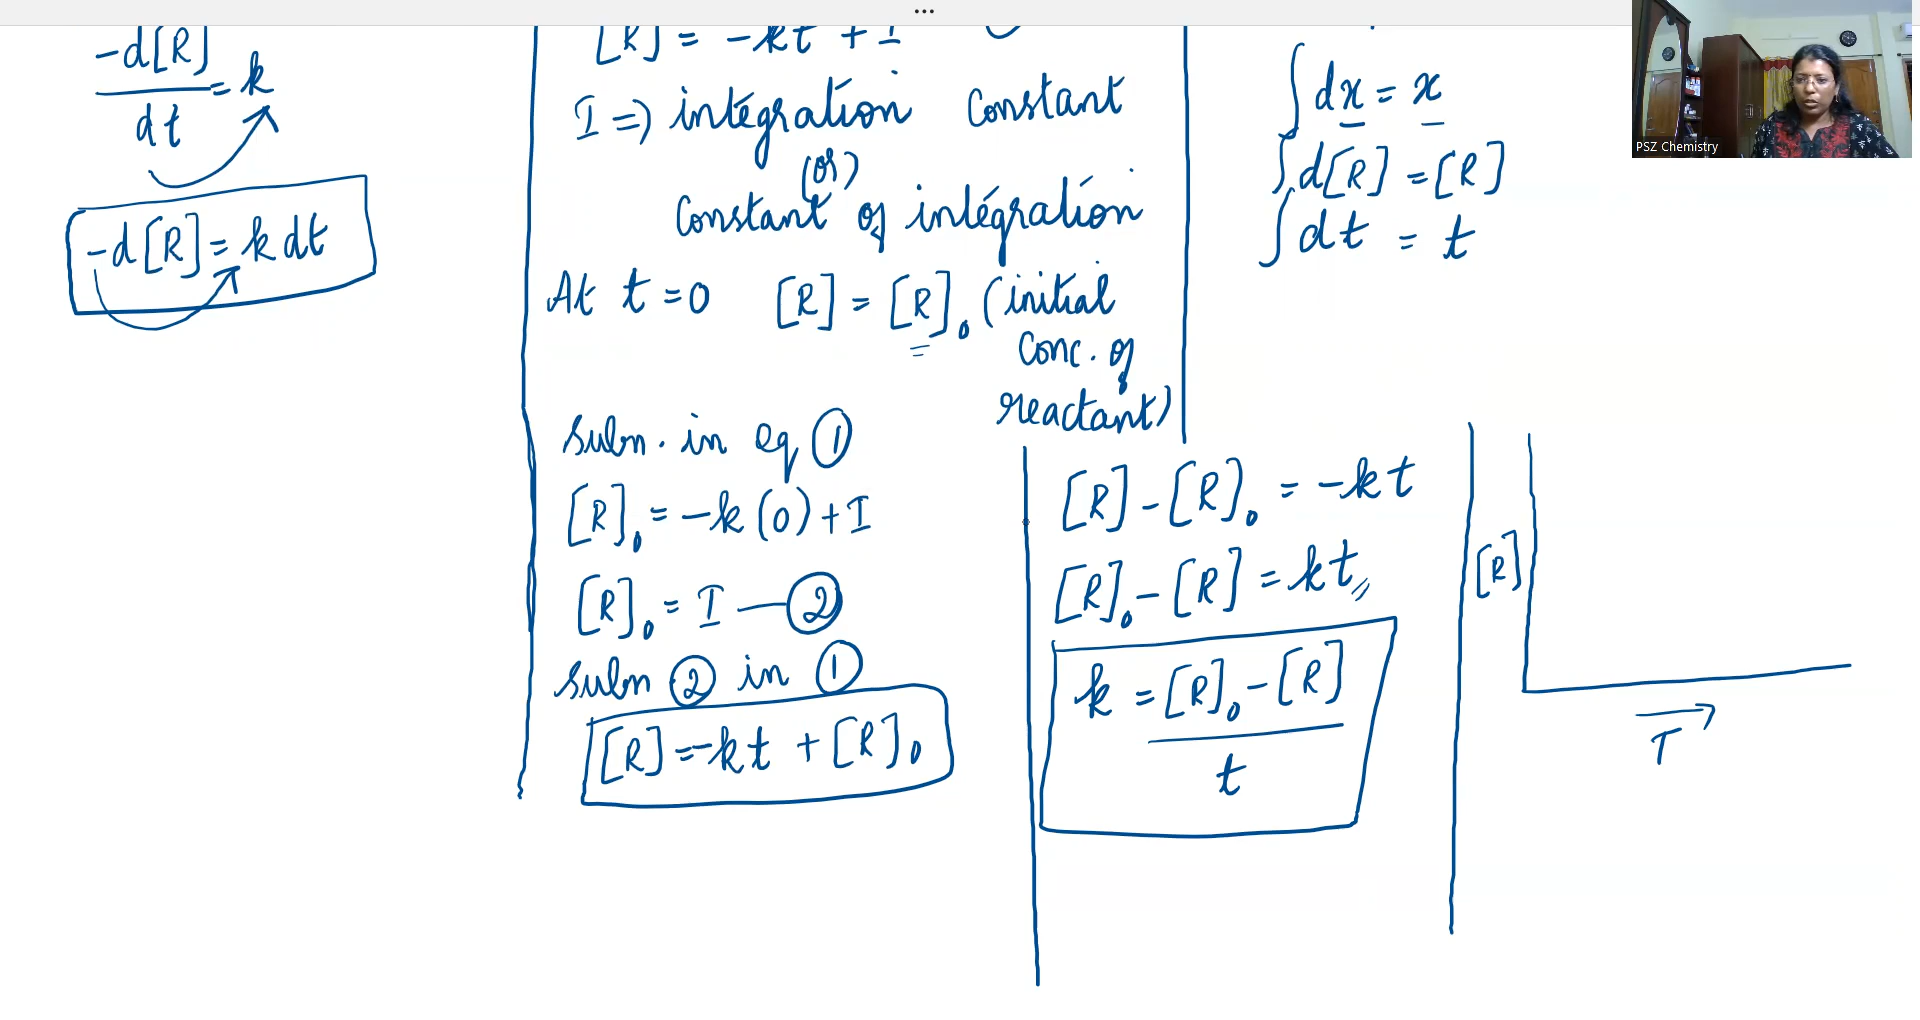 -d[R]
dt
= k
-d[R] = k dt
[R] = -kt + I
I => integration Constant
(or)
Constant of integration
At t = 0 [R] = [R]₀ (initial
Conc. of
reactant)
Subn. in eq ①
[R]₀ = -k(0) + I
[R]₀ = I — ②
Subn ② in ①
[R] = -kt + [R]₀
∫dx = x
∫d[R] = [R]
∫dt = t
[R] - [R]₀ = -kt
[R]₀ - [R] = kt
k = [R]₀ - [R]
t
[R]
T
PSZ Chemistry